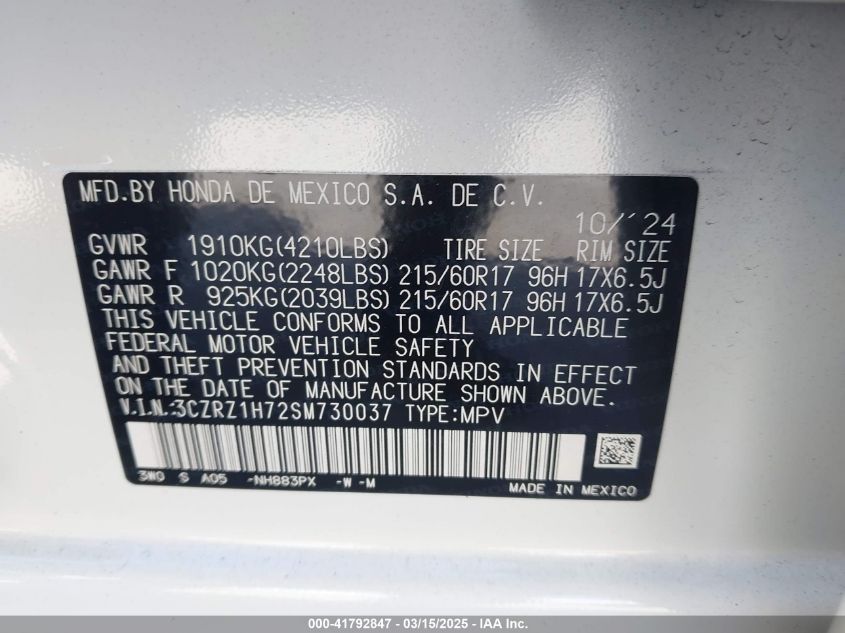 MFD.BY HONDA DE MEXICO S.A. DE C.V.
10/'24
GVWR 1910KG(4210LBS) TIRE SIZE RIM SIZE
GAWR F 1020KG(2248LBS) 215/60R17 96H 17X6.5J
GAWR R 925KG(2039LBS) 215/60R17 96H 17X6.5J
THIS VEHICLE CONFORMS TO ALL APPLICABLE
FEDERAL MOTOR VEHICLE SAFETY
AND THEFT PREVENTION STANDARDS IN EFFECT
ON THE DATE OF MANUFACTURE SHOWN ABOVE.
V.I.N.:3CZRZ1H72SM730037 TYPE:MPV
3W0 S A05 -NH883PX -W -M
MADE IN MEXICO
000-41792847 - 03/15/2025 - IAA Inc.